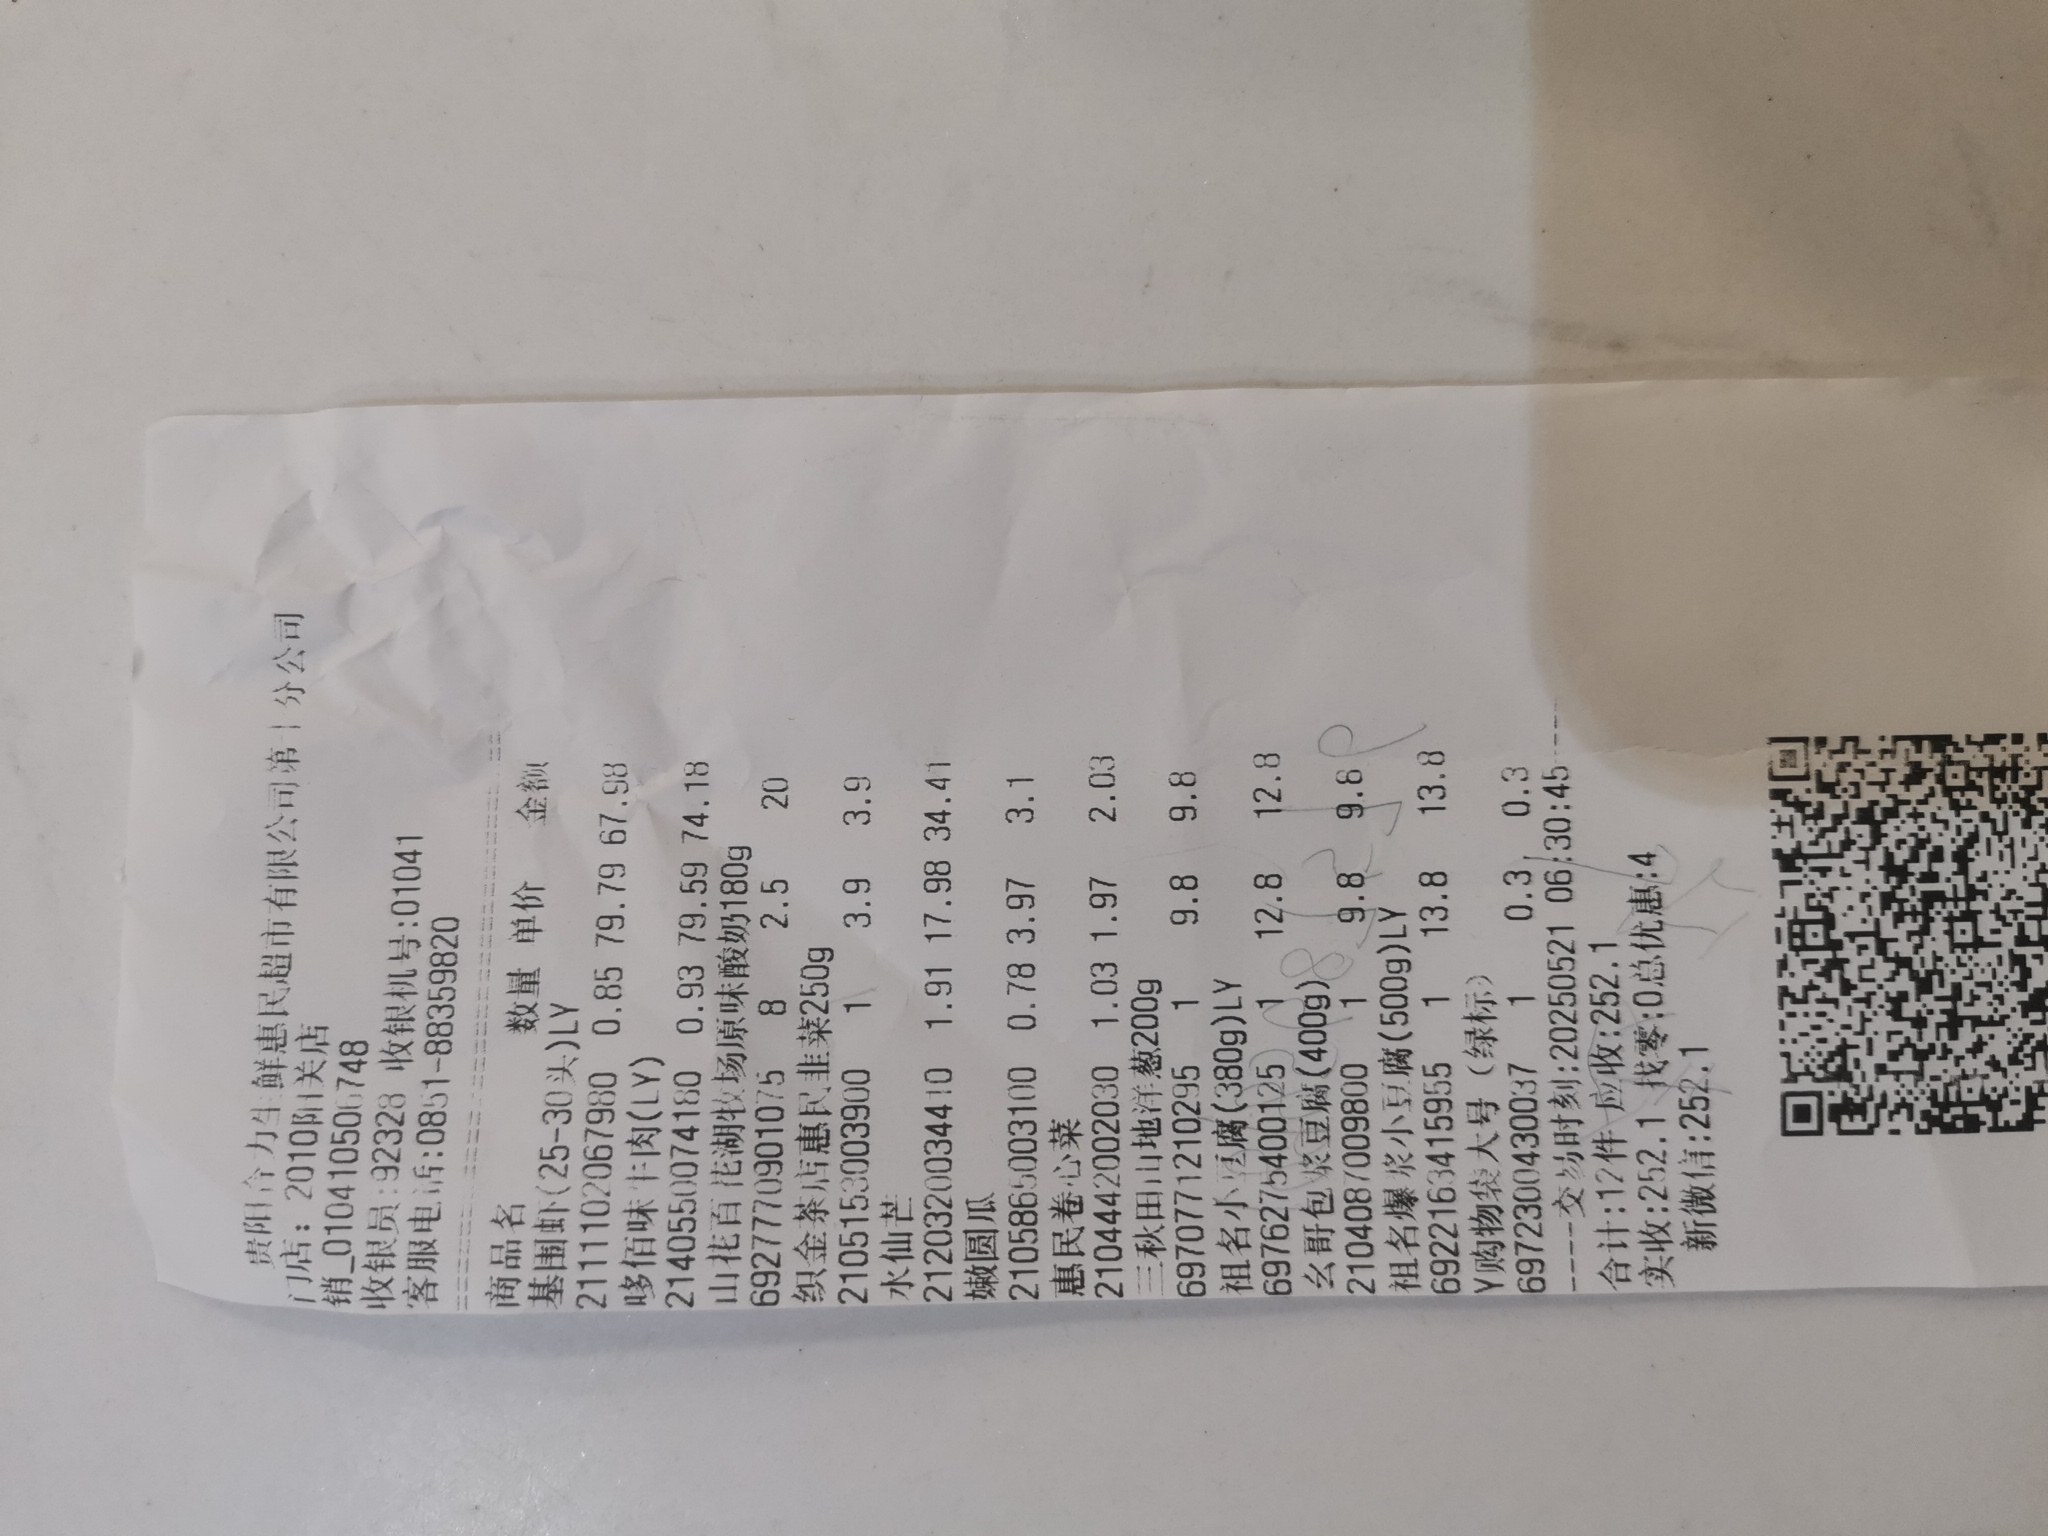 贵阳合力生鲜惠民超市有限公司第十分公司
门店：2010阳关店
销_0104105067​48
收银员:92328 收银机号:01041
客服电话:0851-88359820
商品名 数量 单价 金额
基围虾(25-30头)LY
2111102067980 0.85 79.79 67.98
哆佰味牛肉(LY)
2140550074180 0.93 79.59 74.18
山花百花湖牧场原味酸奶180g
6927770901075 8 2.5 20
织金茶店惠民韭菜250g
2105153003900 1 3.9 3.9
水仙芒
2120320034410 1.91 17.98 34.41
嫩圆瓜
2105865003100 0.78 3.97 3.1
惠民卷心菜
2104442002030 1.03 1.97 2.03
三秋田山地洋葱200g
6970771210295 1 9.8 9.8
祖名小豆腐(380g)LY
6976275400125 1 12.8 12.8
幺哥包浆豆腐(400g)
2104087009800 1 9.8 9.8
祖名爆浆小豆腐(500g)LY
6922163415955 1 13.8 13.8
Y购物袋大号（绿标）
6972300430037 1 0.3 0.3
----交易时刻:20250521 06:30:45----
合计:12件 应收:252.1
实收:252.1 找零:0总优惠:4
新微信:252.1